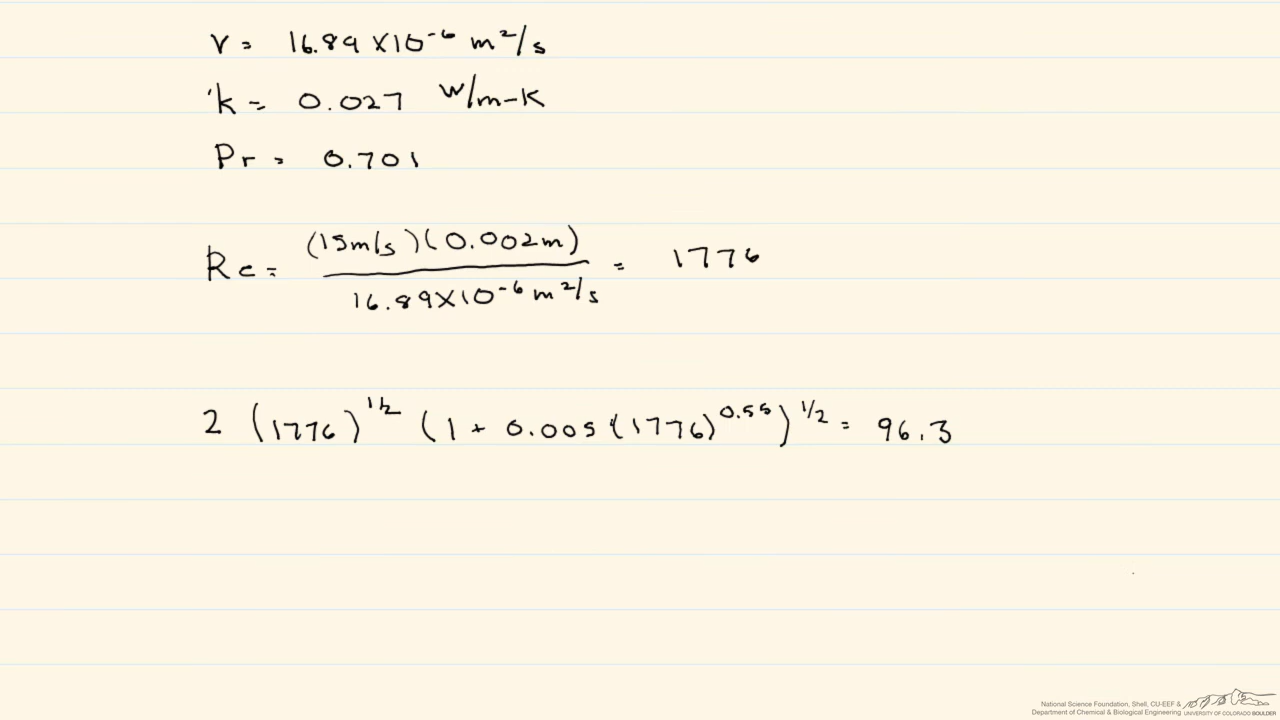 ν = 16.89 ×10⁻⁶ m²/s
k = 0.027 W/m-K
Pr = 0.701
Re = (15m/s)(0.002m) / 16.89×10⁻⁶ m²/s = 1776
2 (1776)^1/2 (1 + 0.005 (1776)^0.55)^1/2 = 96.3
National Science Foundation, Shell, CU-EEF &
Department of Chemical & Biological Engineering UNIVERSITY OF COLORADO BOULDER